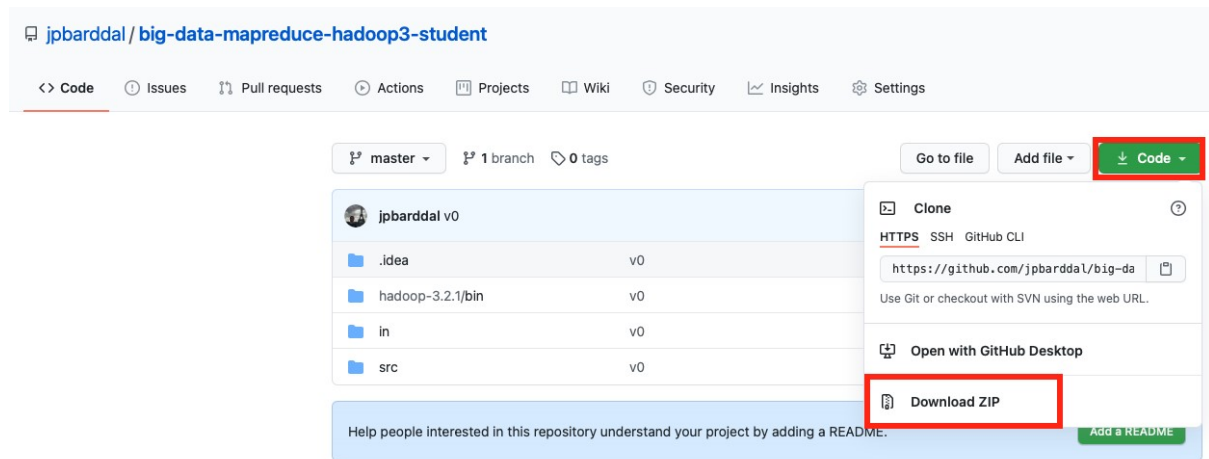 jpbarddal / big-data-mapreduce-hadoop3-student
<> Code Issues Pull requests Actions Projects Wiki Security Insights Settings
master 1 branch 0 tags Go to file Add file Code
jpbarddal v0
.idea v0
hadoop-3.2.1/bin v0
in v0
src v0
Clone
HTTPS SSH GitHub CLI
https://github.com/jpbarddal/big-da
Use Git or checkout with SVN using the web URL.
Open with GitHub Desktop
Download ZIP
Help people interested in this repository understand your project by adding a README.
Add a README